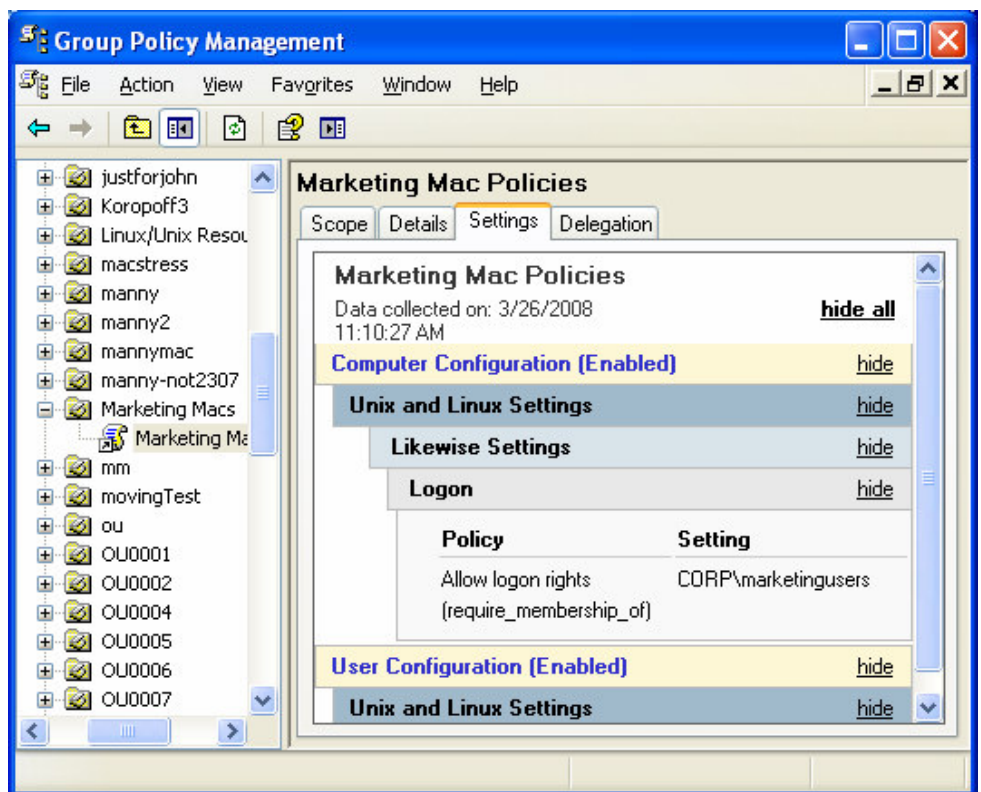 Group Policy Management
File Action View Favorites Window Help
justforjohn
Koropoff3
Linux/Unix Resou
macstress
manny
manny2
mannymac
manny-not2307
Marketing Macs
Marketing Ma
mm
movingTest
ou
OU0001
OU0002
OU0004
OU0005
OU0006
OU0007
Marketing Mac Policies
Scope Details Settings Delegation
Marketing Mac Policies
Data collected on: 3/26/2008
11:10:27 AM
hide all
Computer Configuration (Enabled) hide
Unix and Linux Settings hide
Likewise Settings hide
Logon hide
Policy Setting
Allow logon rights CORP\marketingusers
(require_membership_of)
User Configuration (Enabled) hide
Unix and Linux Settings hide